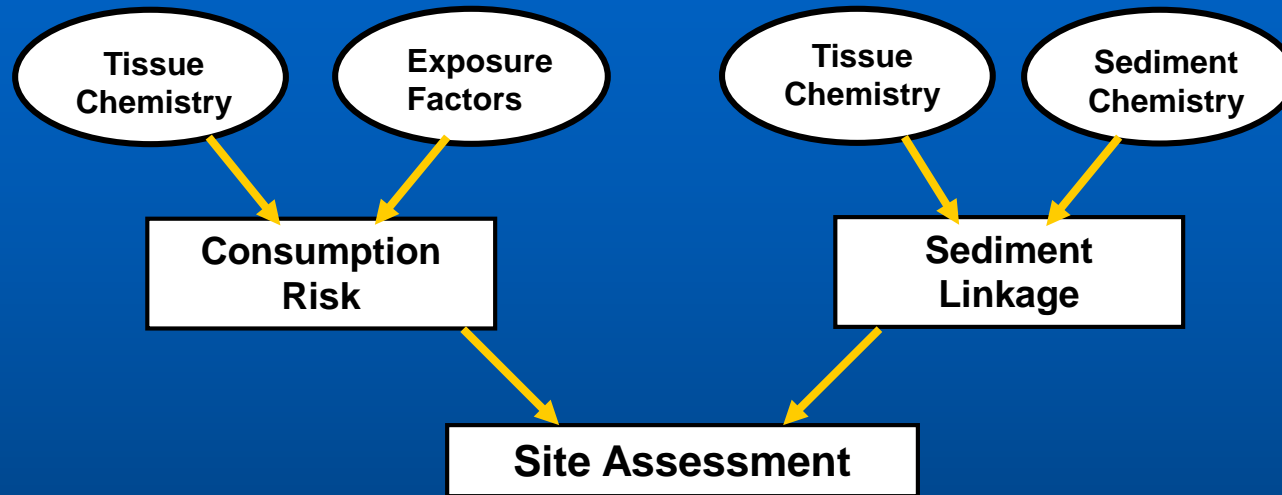 Tissue
Chemistry
Exposure
Factors
Tissue
Chemistry
Sediment
Chemistry
Consumption
Risk
Sediment
Linkage
Site Assessment